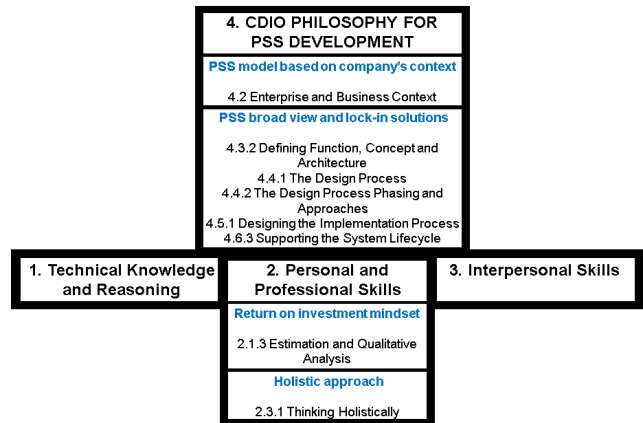 4. CDIO PHILOSOPHY FOR
PSS DEVELOPMENT
PSS model based on company's context
4.2 Enterprise and Business Context
PSS broad view and lock-in solutions
4.3.2 Defining Function, Concept and
Architecture
4.4.1 The Design Process
4.4.2 The Design Process Phasing and
Approaches
4.5.1 Designing the Implementation Process
4.6.3 Supporting the System Lifecycle
1. Technical Knowledge
and Reasoning
2. Personal and
Professional Skills
3. Interpersonal Skills
Return on investment mindset
2.1.3 Estimation and Qualitative
Analysis
Holistic approach
2.3.1 Thinking Holistically